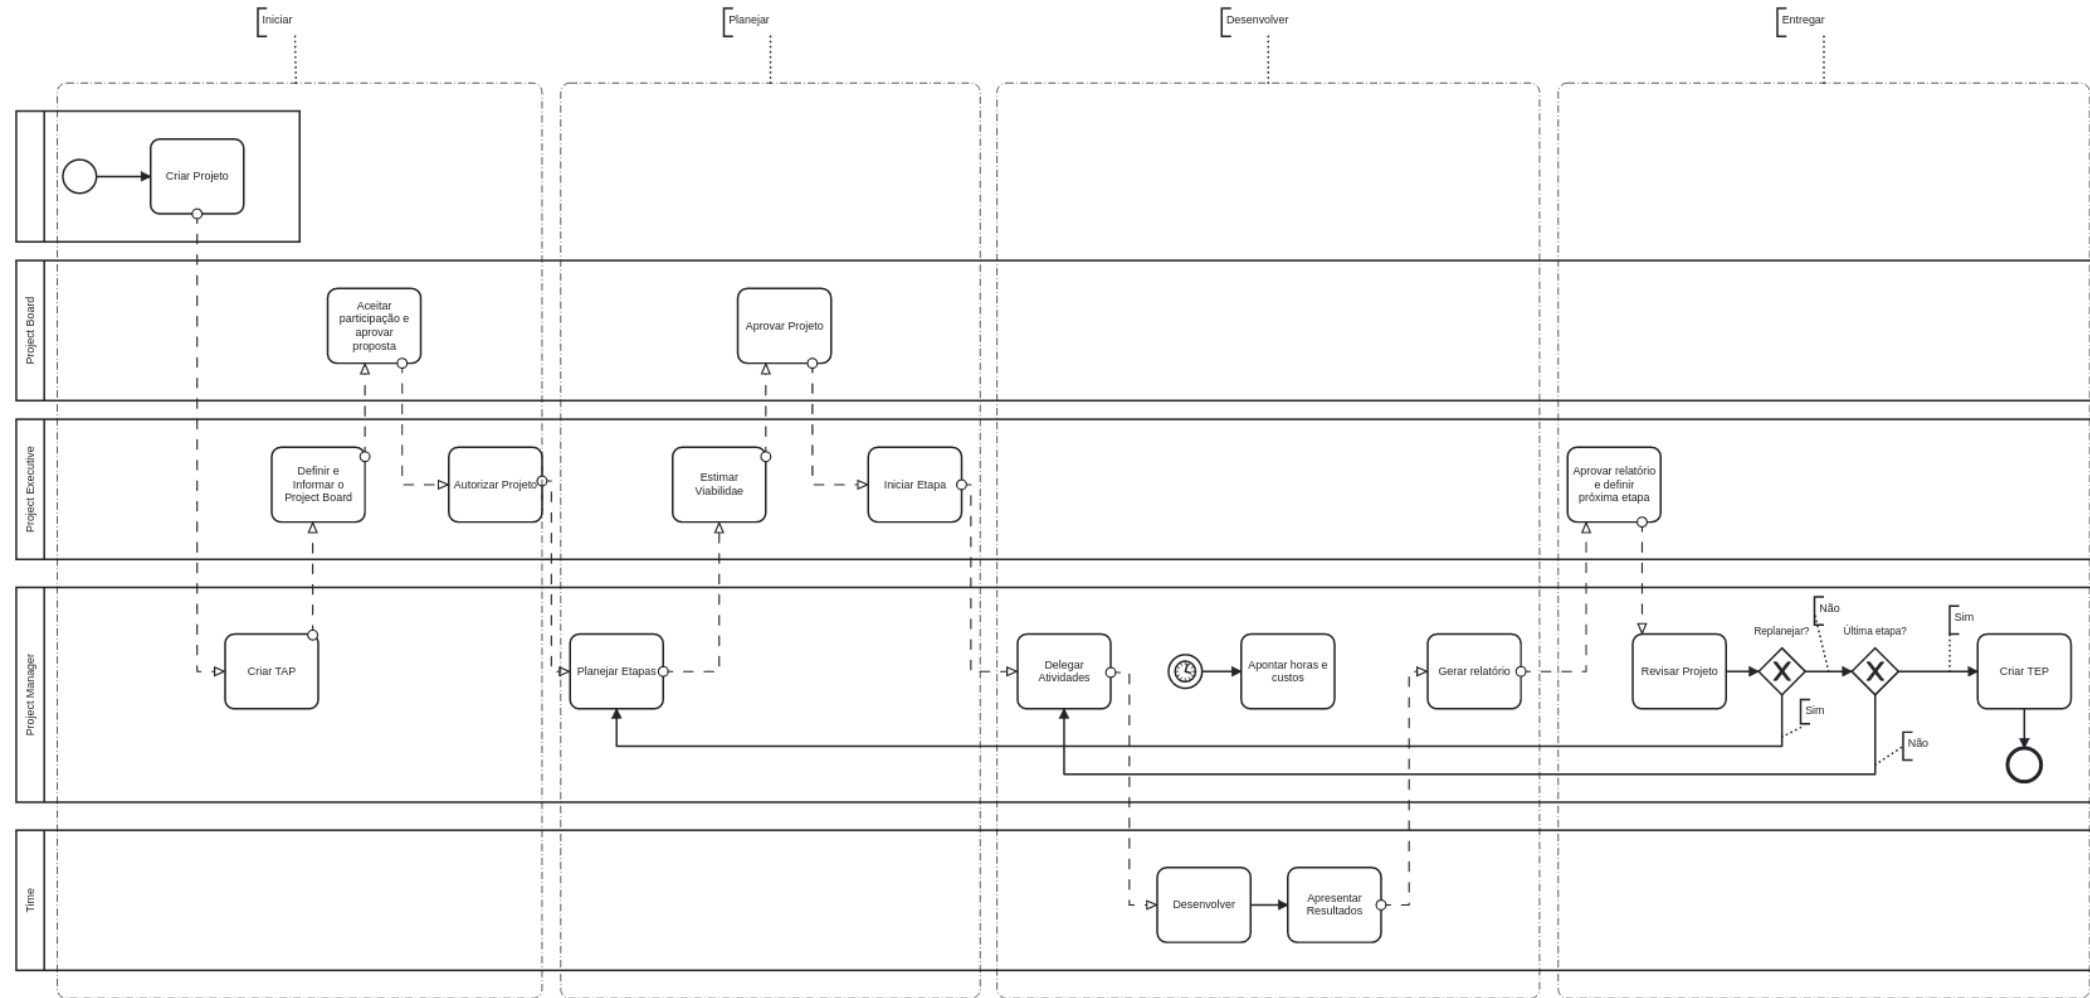 Iniciar
Planejar
Desenvolver
Entregar
Criar Projeto
Project Board
Aceitar
participação e
aprovar
proposta
Aprovar Projeto
Project Executive
Definir e
Informar o
Project Board
Autorizar Projeto
Estimar
Viabilidae
Iniciar Etapa
Aprovar relatório
e definir
próxima etapa
Project Manager
Criar TAP
Planejar Etapas
Delegar
Atividades
Apontar horas e
custos
Gerar relatório
Revisar Projeto
Replanejar?
Não
Última etapa?
Sim
Criar TEP
Sim
Não
Time
Desenvolver
Apresentar
Resultados